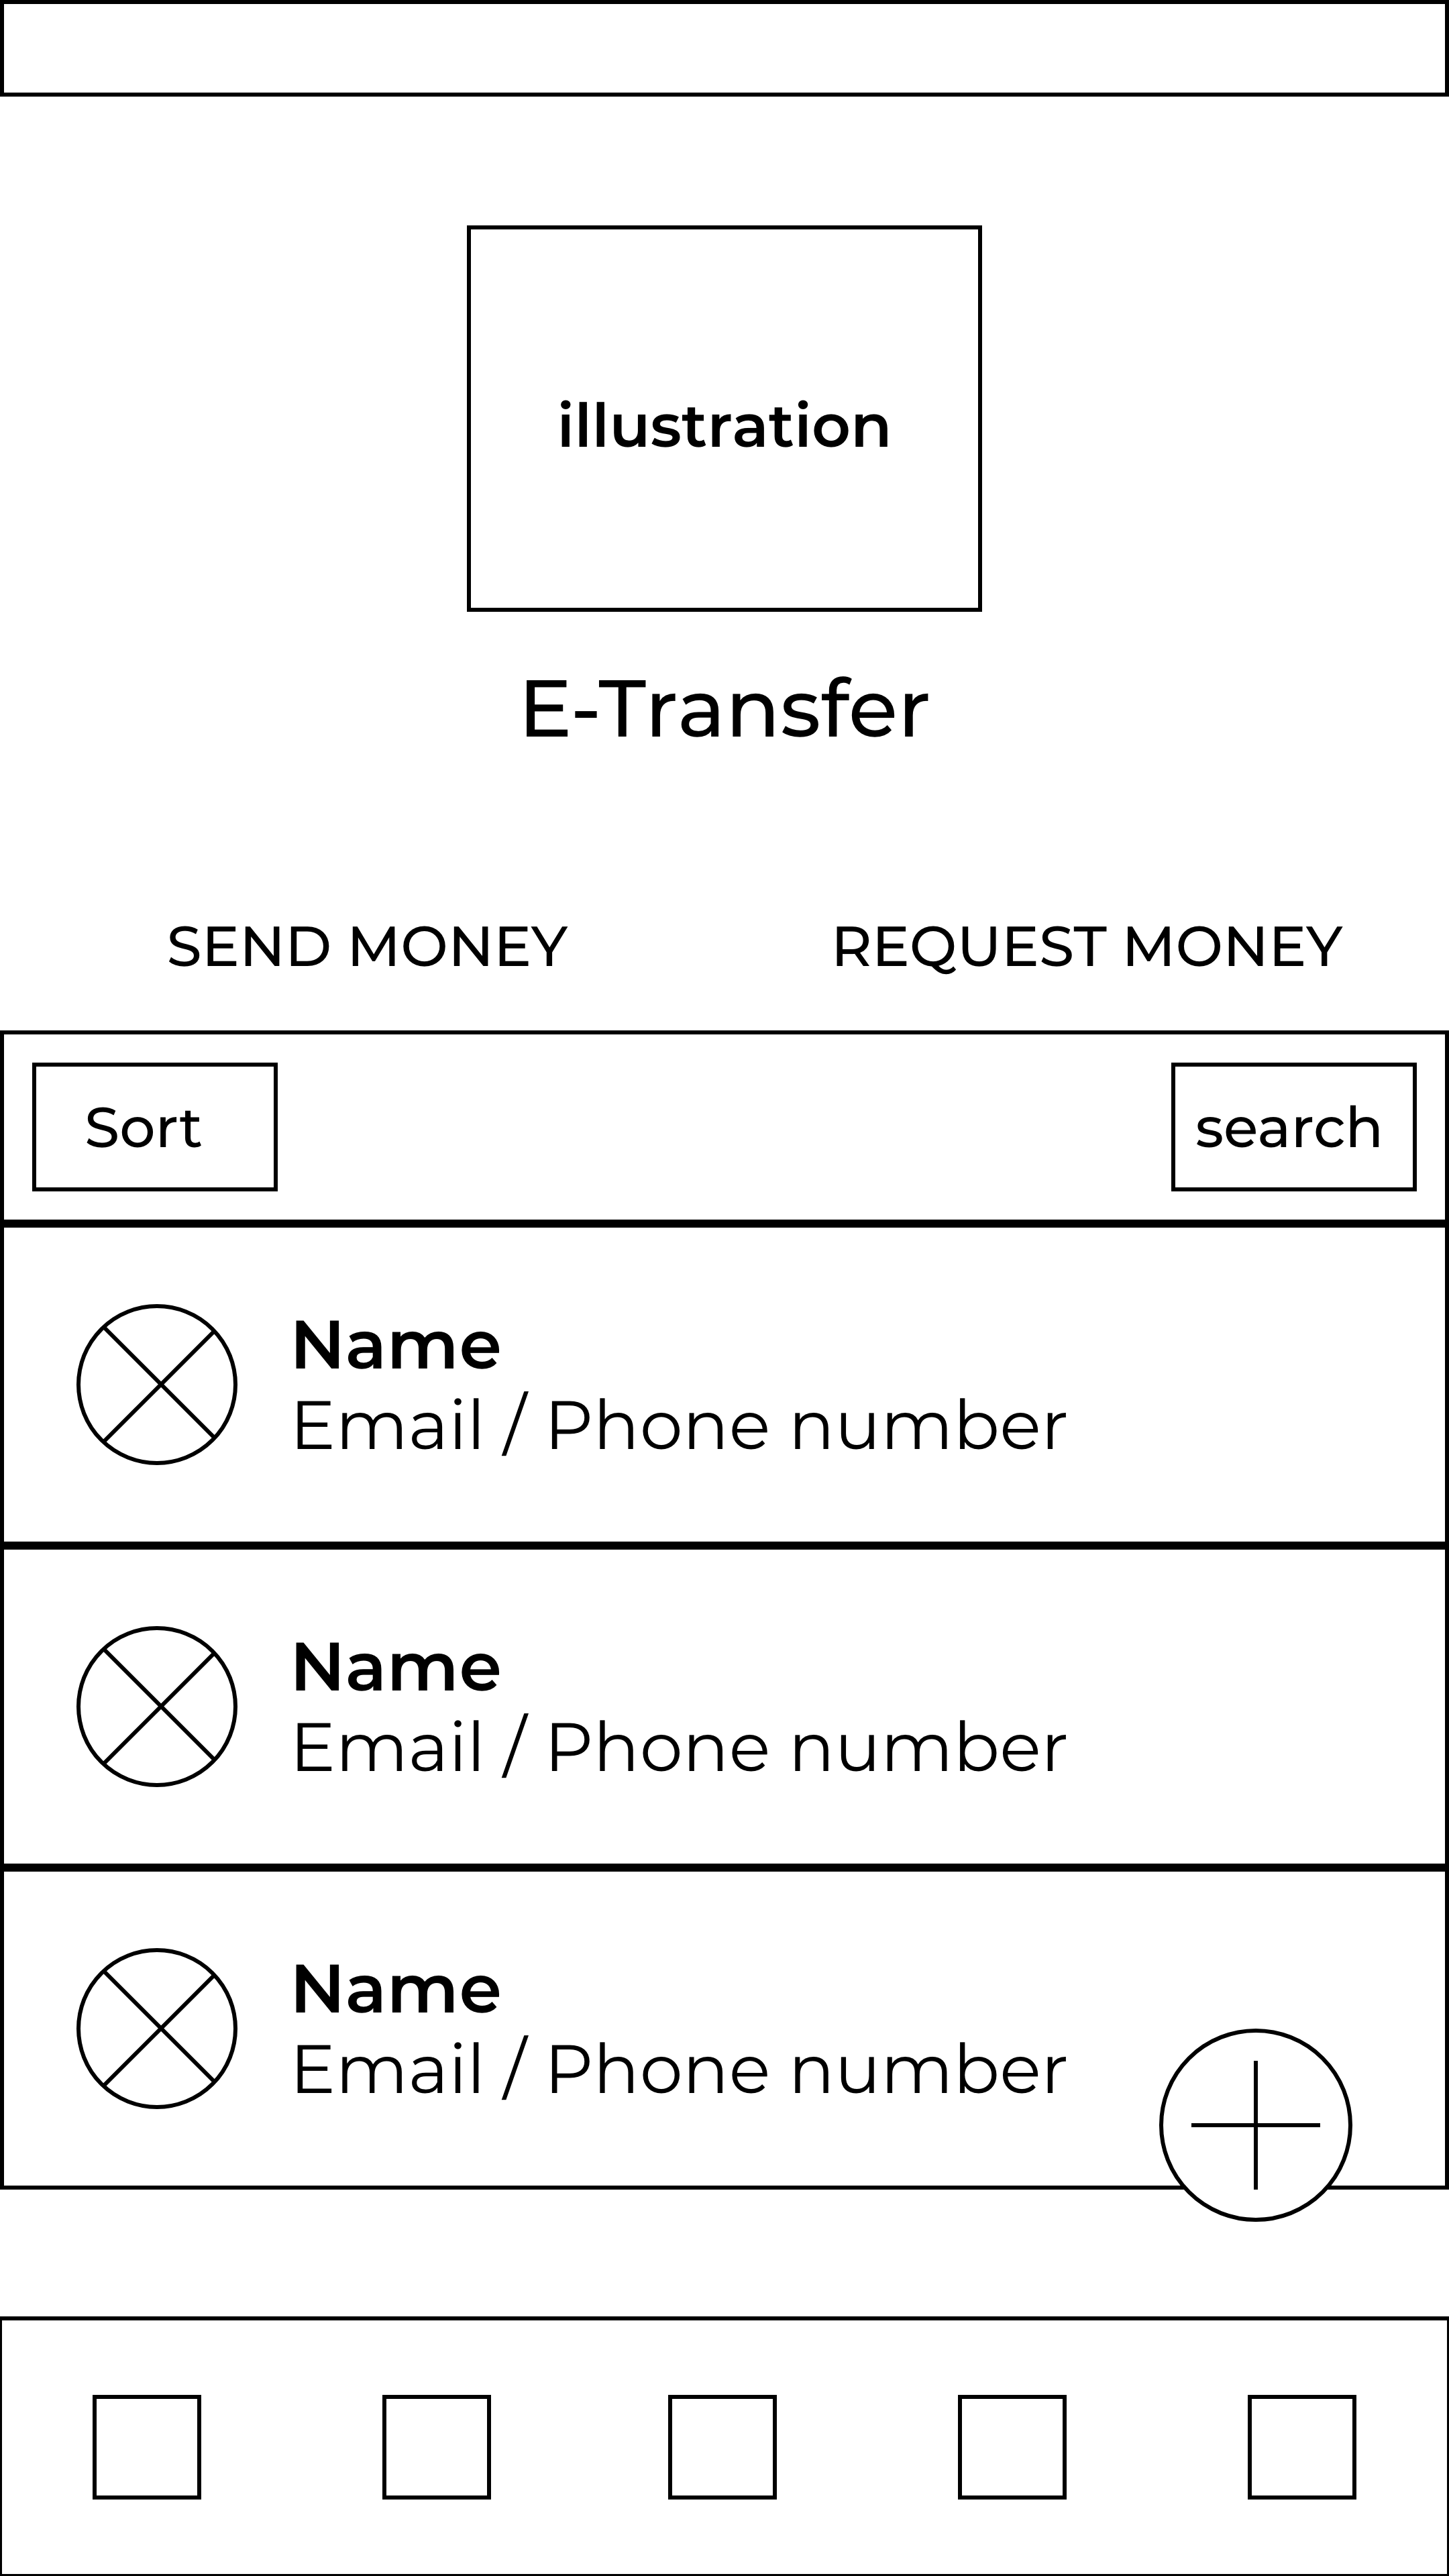 illustration
E-Transfer
SEND MONEY REQUEST MONEY
Sort search
Name
Email / Phone number
Name
Email / Phone number
Name
Email / Phone number